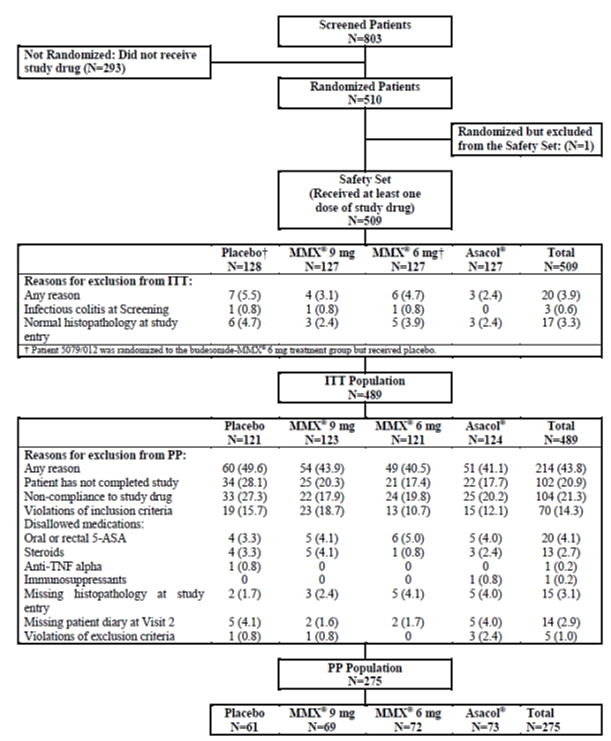 Screened Patients
N=803
Not Randomized: Did not receive
study drug (N=293)
Randomized Patients
N=510
Randomized but excluded
from the Safety Set: (N=1)
Safety Set
(Received at least one
dose of study drug)
N=509
Placebo† MMX® 9 mg MMX® 6 mg† Asacol® Total
N=128 N=127 N=127 N=127 N=509
Reasons for exclusion from ITT:
Any reason 7 (5.5) 4 (3.1) 6 (4.7) 3 (2.4) 20 (3.9)
Infectious colitis at Screening 1 (0.8) 1 (0.8) 1 (0.8) 0 3 (0.6)
Normal histopathology at study 6 (4.7) 3 (2.4) 5 (3.9) 3 (2.4) 17 (3.3)
entry
† Patient 5079/012 was randomized to the budesonide-MMX® 6 mg treatment group but received placebo.
ITT Population
N=489
Placebo MMX® 9 mg MMX® 6 mg Asacol® Total
N=121 N=123 N=121 N=124 N=489
Reasons for exclusion from PP:
Any reason 60 (49.6) 54 (43.9) 49 (40.5) 51 (41.1) 214 (43.8)
Patient has not completed study 34 (28.1) 25 (20.3) 21 (17.4) 22 (17.7) 102 (20.9)
Non-compliance to study drug 33 (27.3) 22 (17.9) 24 (19.8) 25 (20.2) 104 (21.3)
Violations of inclusion criteria 19 (15.7) 23 (18.7) 13 (10.7) 15 (12.1) 70 (14.3)
Disallowed medications:
Oral or rectal 5-ASA 4 (3.3) 5 (4.1) 6 (5.0) 5 (4.0) 20 (4.1)
Steroids 4 (3.3) 5 (4.1) 1 (0.8) 3 (2.4) 13 (2.7)
Anti-TNF alpha 1 (0.8) 0 0 0 1 (0.2)
Immunosuppressants 0 0 0 1 (0.8) 1 (0.2)
Missing histopathology at study 2 (1.7) 3 (2.4) 5 (4.1) 5 (4.0) 15 (3.1)
entry
Missing patient diary at Visit 2 5 (4.1) 2 (1.6) 2 (1.7) 5 (4.0) 14 (2.9)
Violations of exclusion criteria 1 (0.8) 1 (0.8) 0 3 (2.4) 5 (1.0)
PP Population
N=275
Placebo MMX® 9 mg MMX® 6 mg Asacol® Total
N=61 N=69 N=72 N=73 N=275